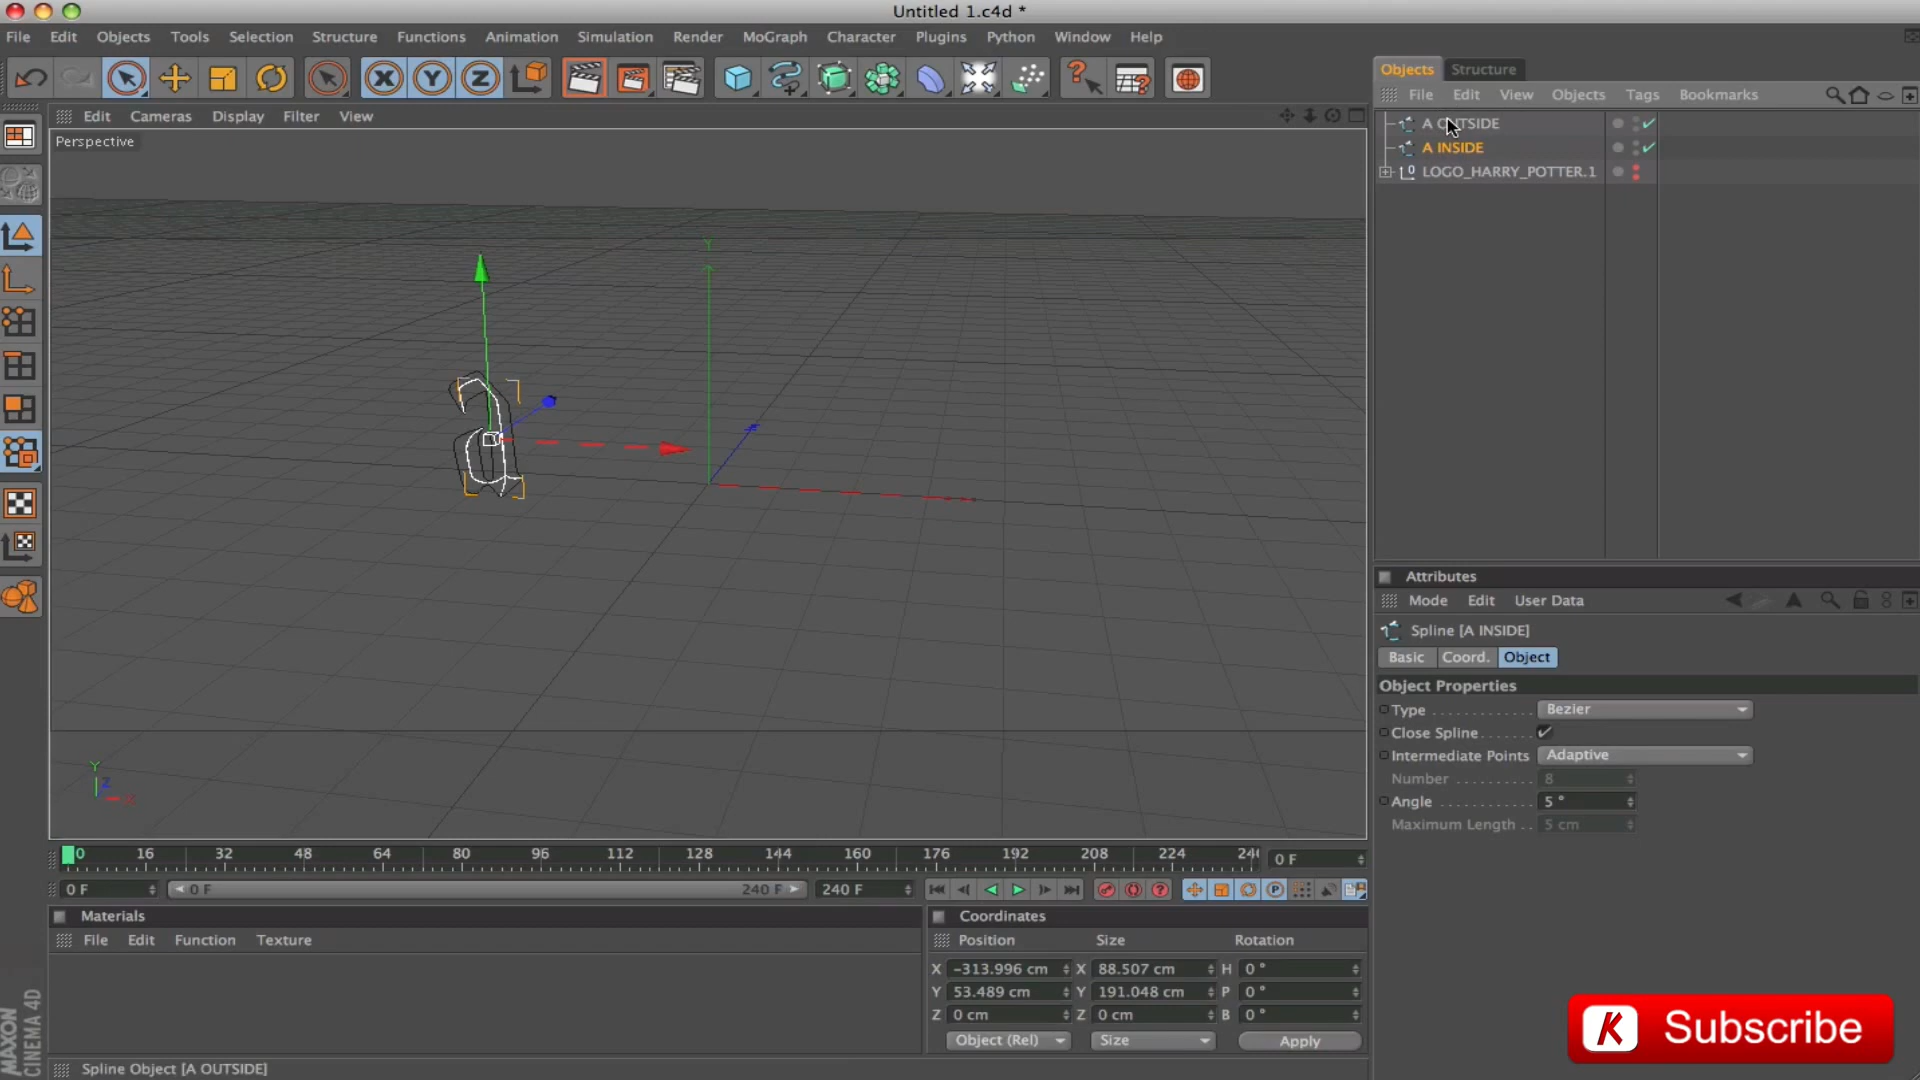 Untitled 1.c4d *
File Edit Objects Tools Selection Structure Functions Animation Simulation Render MoGraph Character Plugins Python Window Help
X Y Z
Objects Structure
File Edit View Objects Tags Bookmarks
Edit Cameras Display Filter View
A OUTSIDE
A INSIDE
LOGO_HARRY_POTTER.1
Perspective
Y
Y
Z
X
Attributes
Mode Edit User Data
Spline [A INSIDE]
Basic Coord. Object
Object Properties
Type Bezier
Close Spline
Intermediate Points Adaptive
Number 8
Angle 5 °
Maximum Length 5 cm
0 16 32 48 64 80 96 112 128 144 160 176 192 208 224 0 F
0 F 0 F 240 F 240 F
Materials
File Edit Function Texture
Coordinates
Position Size Rotation
X -313.996 cm X 88.507 cm H 0 °
Y 53.489 cm Y 191.048 cm P 0 °
Z 0 cm Z 0 cm B 0 °
Object (Rel) Size Apply
MAXON
CINEMA 4D
Spline Object [A OUTSIDE]
K Subscribe